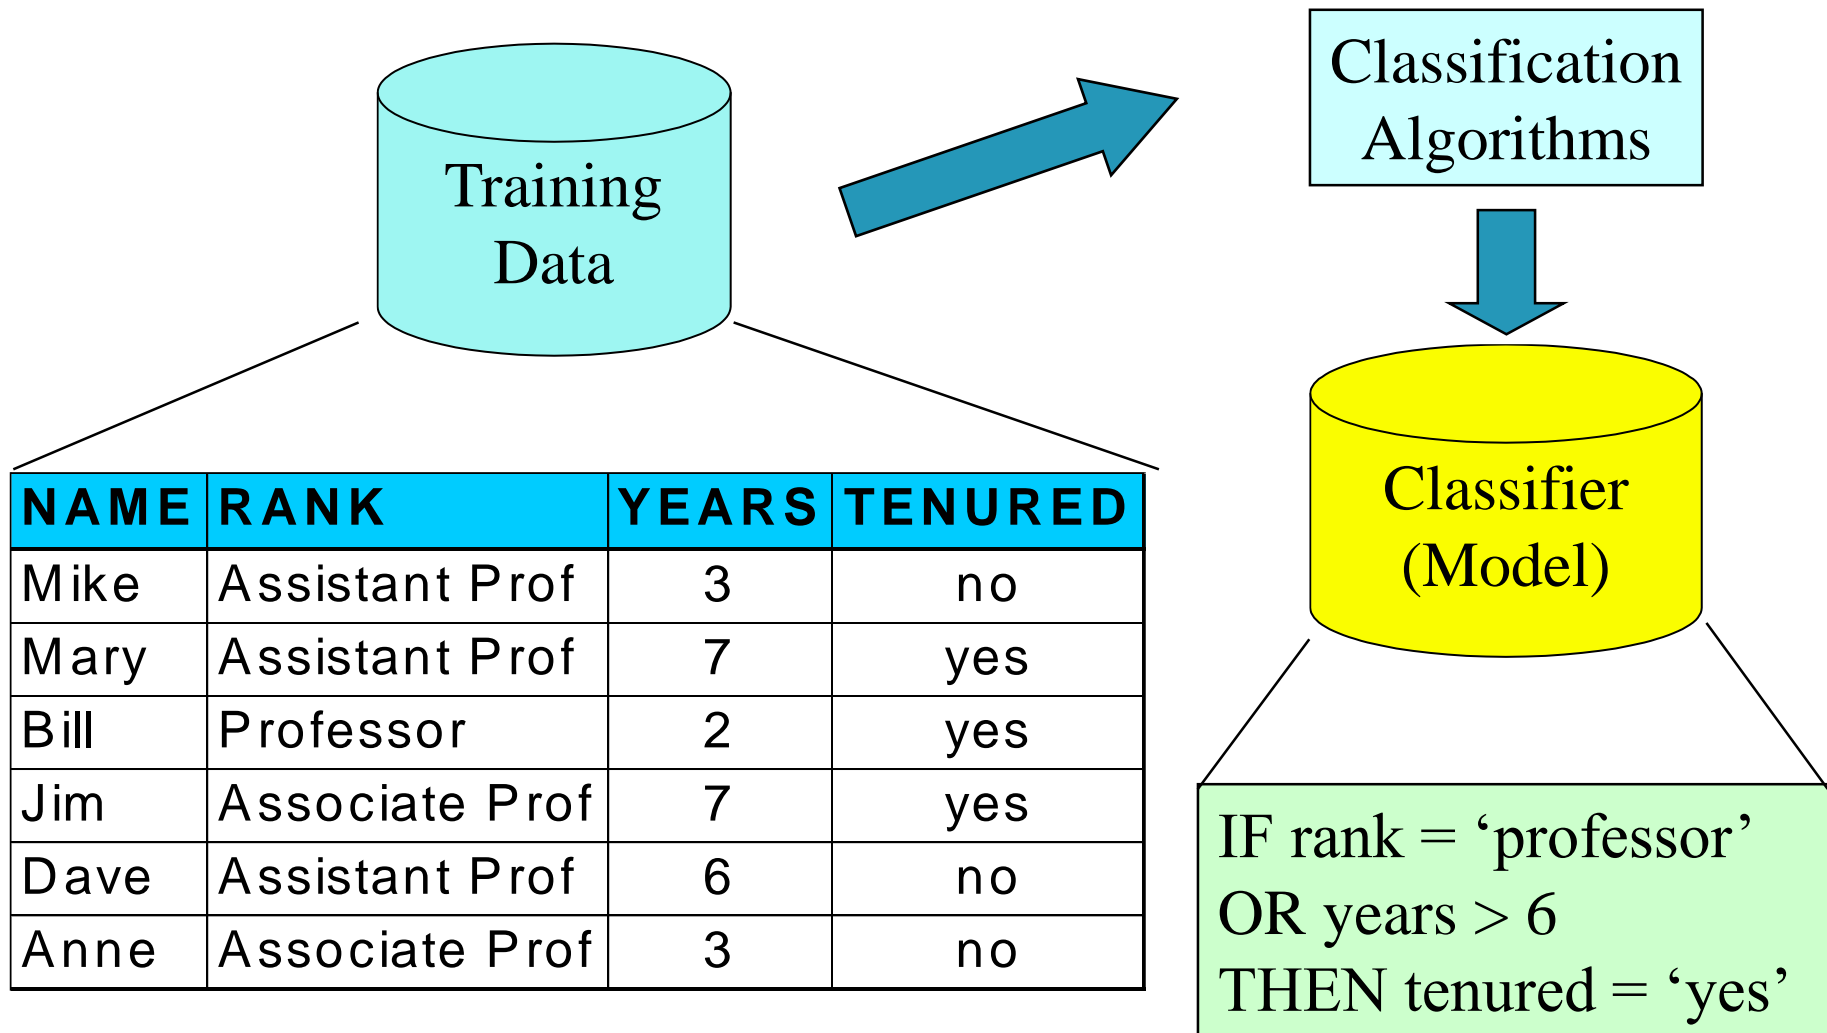 Training
Data
Classification
Algorithms
Classifier
(Model)
NAME RANK YEARS TENURED
Mike Assistant Prof 3 no
Mary Assistant Prof 7 yes
Bill Professor 2 yes
Jim Associate Prof 7 yes
Dave Assistant Prof 6 no
Anne Associate Prof 3 no
IF rank = ‘professor’
OR years > 6
THEN tenured = ‘yes’